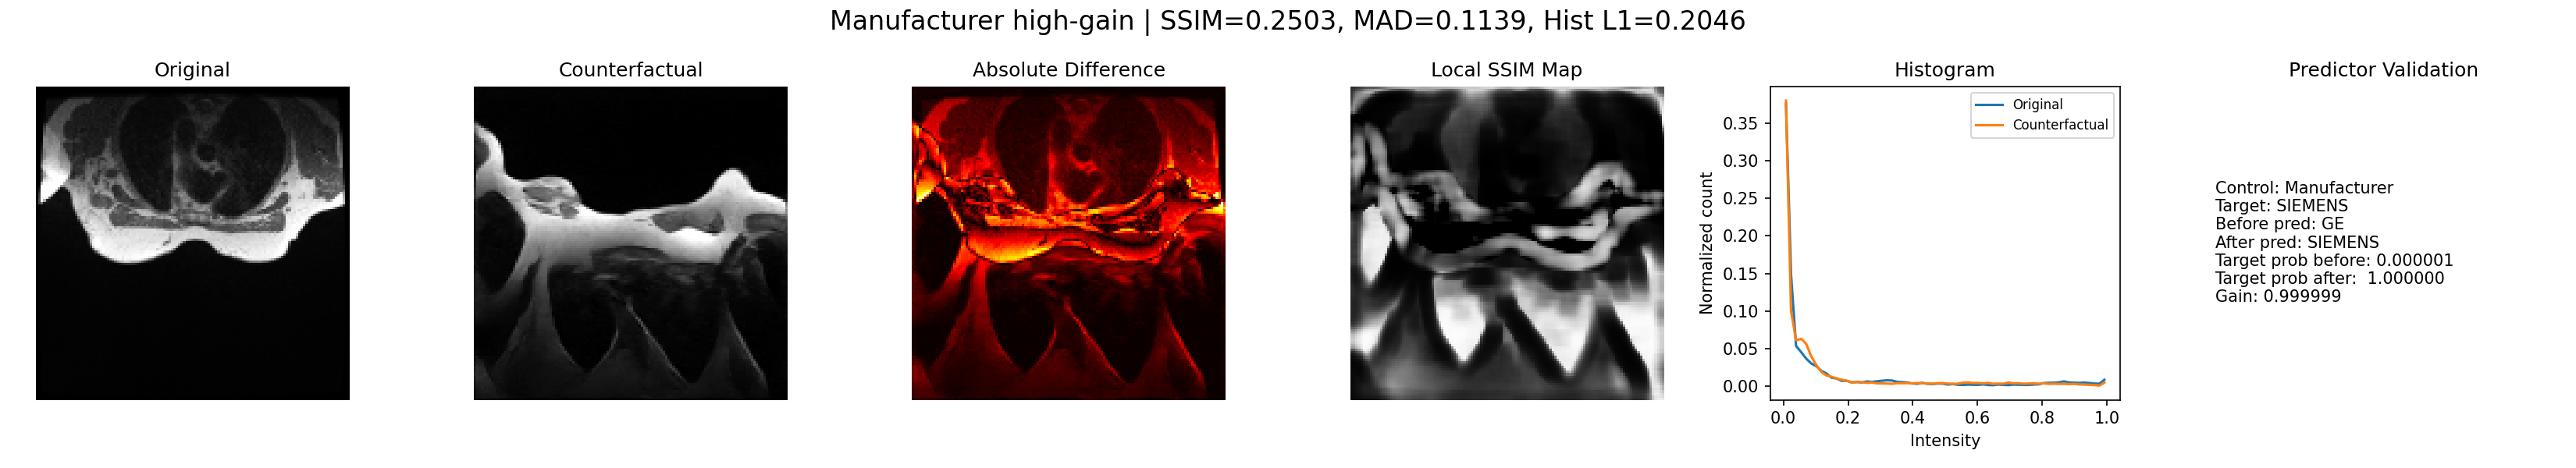 Manufacturer high-gain | SSIM=0.2503, MAD=0.1139, Hist L1=0.2046
Original
Counterfactual
Absolute Difference
Local SSIM Map
Histogram
Predictor Validation
Normalized count
0.35
0.30
0.25
0.20
0.15
0.10
0.05
0.00
Original
Counterfactual
0.0
0.2
0.4
0.6
0.8
1.0
Intensity
Control: Manufacturer
Target: SIEMENS
Before pred: GE
After pred: SIEMENS
Target prob before: 0.000001
Target prob after:  1.000000
Gain: 0.999999